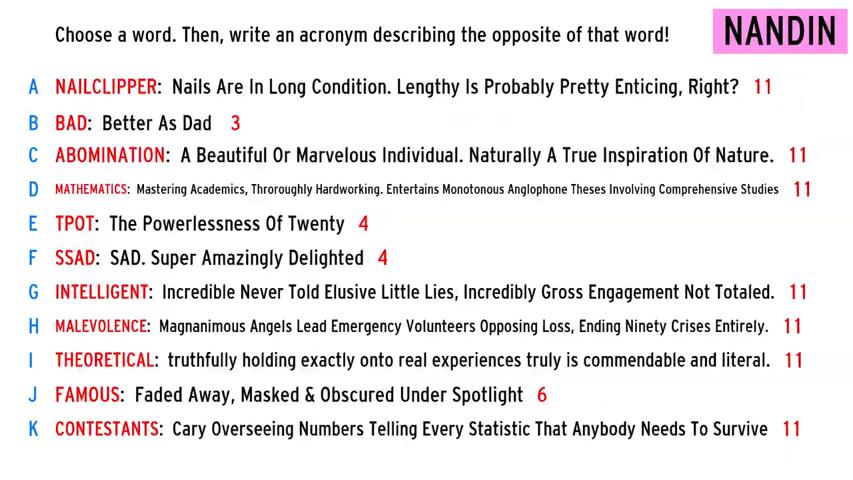 Choose a word. Then, write an acronym describing the opposite of that word! NANDIN
A NAILCLIPPER: Nails Are In Long Condition. Lengthy Is Probably Pretty Enticing, Right? 11
B BAD: Better As Dad 3
C ABOMINATION: A Beautiful Or Marvelous Individual. Naturally A True Inspiration Of Nature. 11
D MATHEMATICS: Mastering Academics, Throroughly Hardworking. Entertains Monotonous Anglophone Theses Involving Comprehensive Studies 11
E TPOT: The Powerlessness Of Twenty 4
F SSAD: SAD. Super Amazingly Delighted 4
G INTELLIGENT: Incredible Never Told Elusive Little Lies, Incredibly Gross Engagement Not Totaled. 11
H MALEVOLENCE: Magnanimous Angels Lead Emergency Volunteers Opposing Loss, Ending Ninety Crises Entirely. 11
I THEORETICAL: truthfully holding exactly onto real experiences truly is commendable and literal. 11
J FAMOUS: Faded Away, Masked & Obscured Under Spotlight 6
K CONTESTANTS: Cary Overseeing Numbers Telling Every Statistic That Anybody Needs To Survive 11